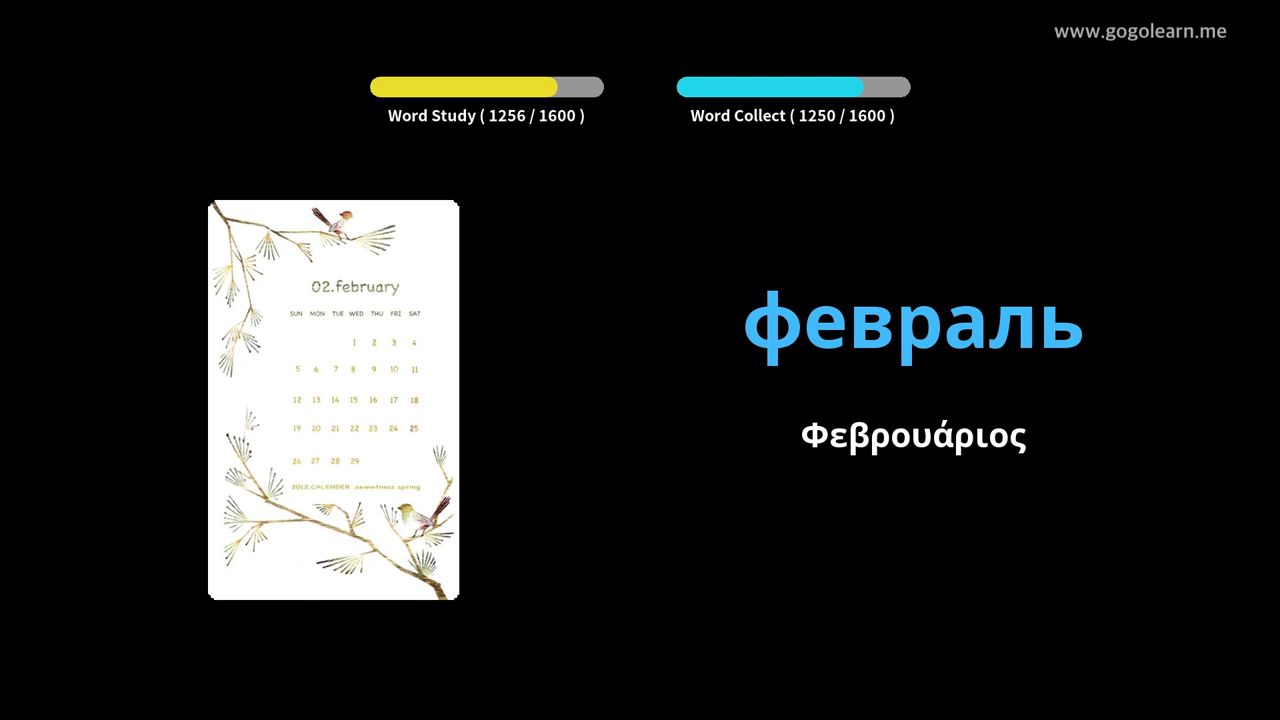 www.gogolearn.me
Word Study ( 1256 / 1600 )
Word Collect ( 1250 / 1600 )
02.february
SUN MON TUE WED THU FRI SAT
1 2 3 4
5 6 7 8 9 10 11
12 13 14 15 16 17 18
19 20 21 22 23 24 25
26 27 28 29
2012.CALENDER .sewwtness spring
февраль
Φεβρουάριος